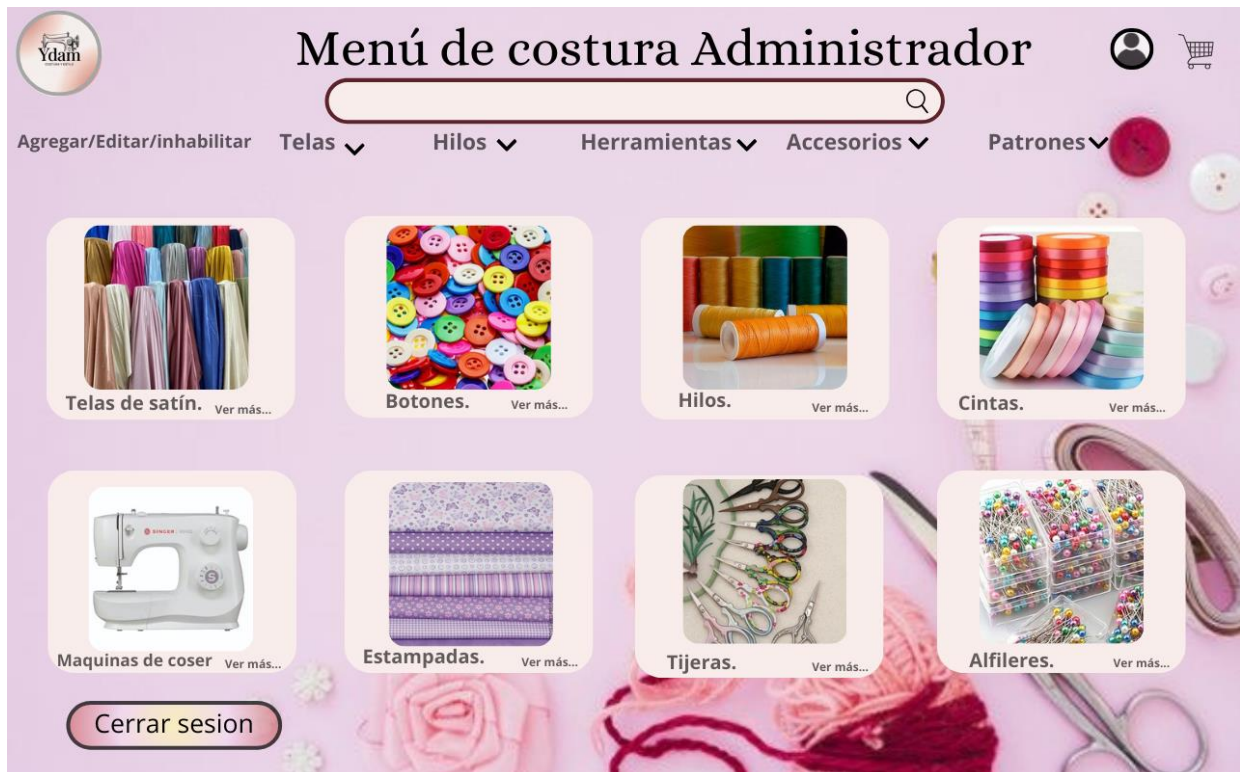 Ydam
Menú de costura Administrador
Agregar/Editar/inhabilitar Telas Hilos Herramientas Accesorios Patrones
Telas de satín. Ver más...
Botones. Ver más...
Hilos. Ver más...
Cintas. Ver más...
SINGER
S
Maquinas de coser Ver más...
Estampadas. Ver más...
Tijeras. Ver más...
Alfileres. Ver más...
Cerrar sesion